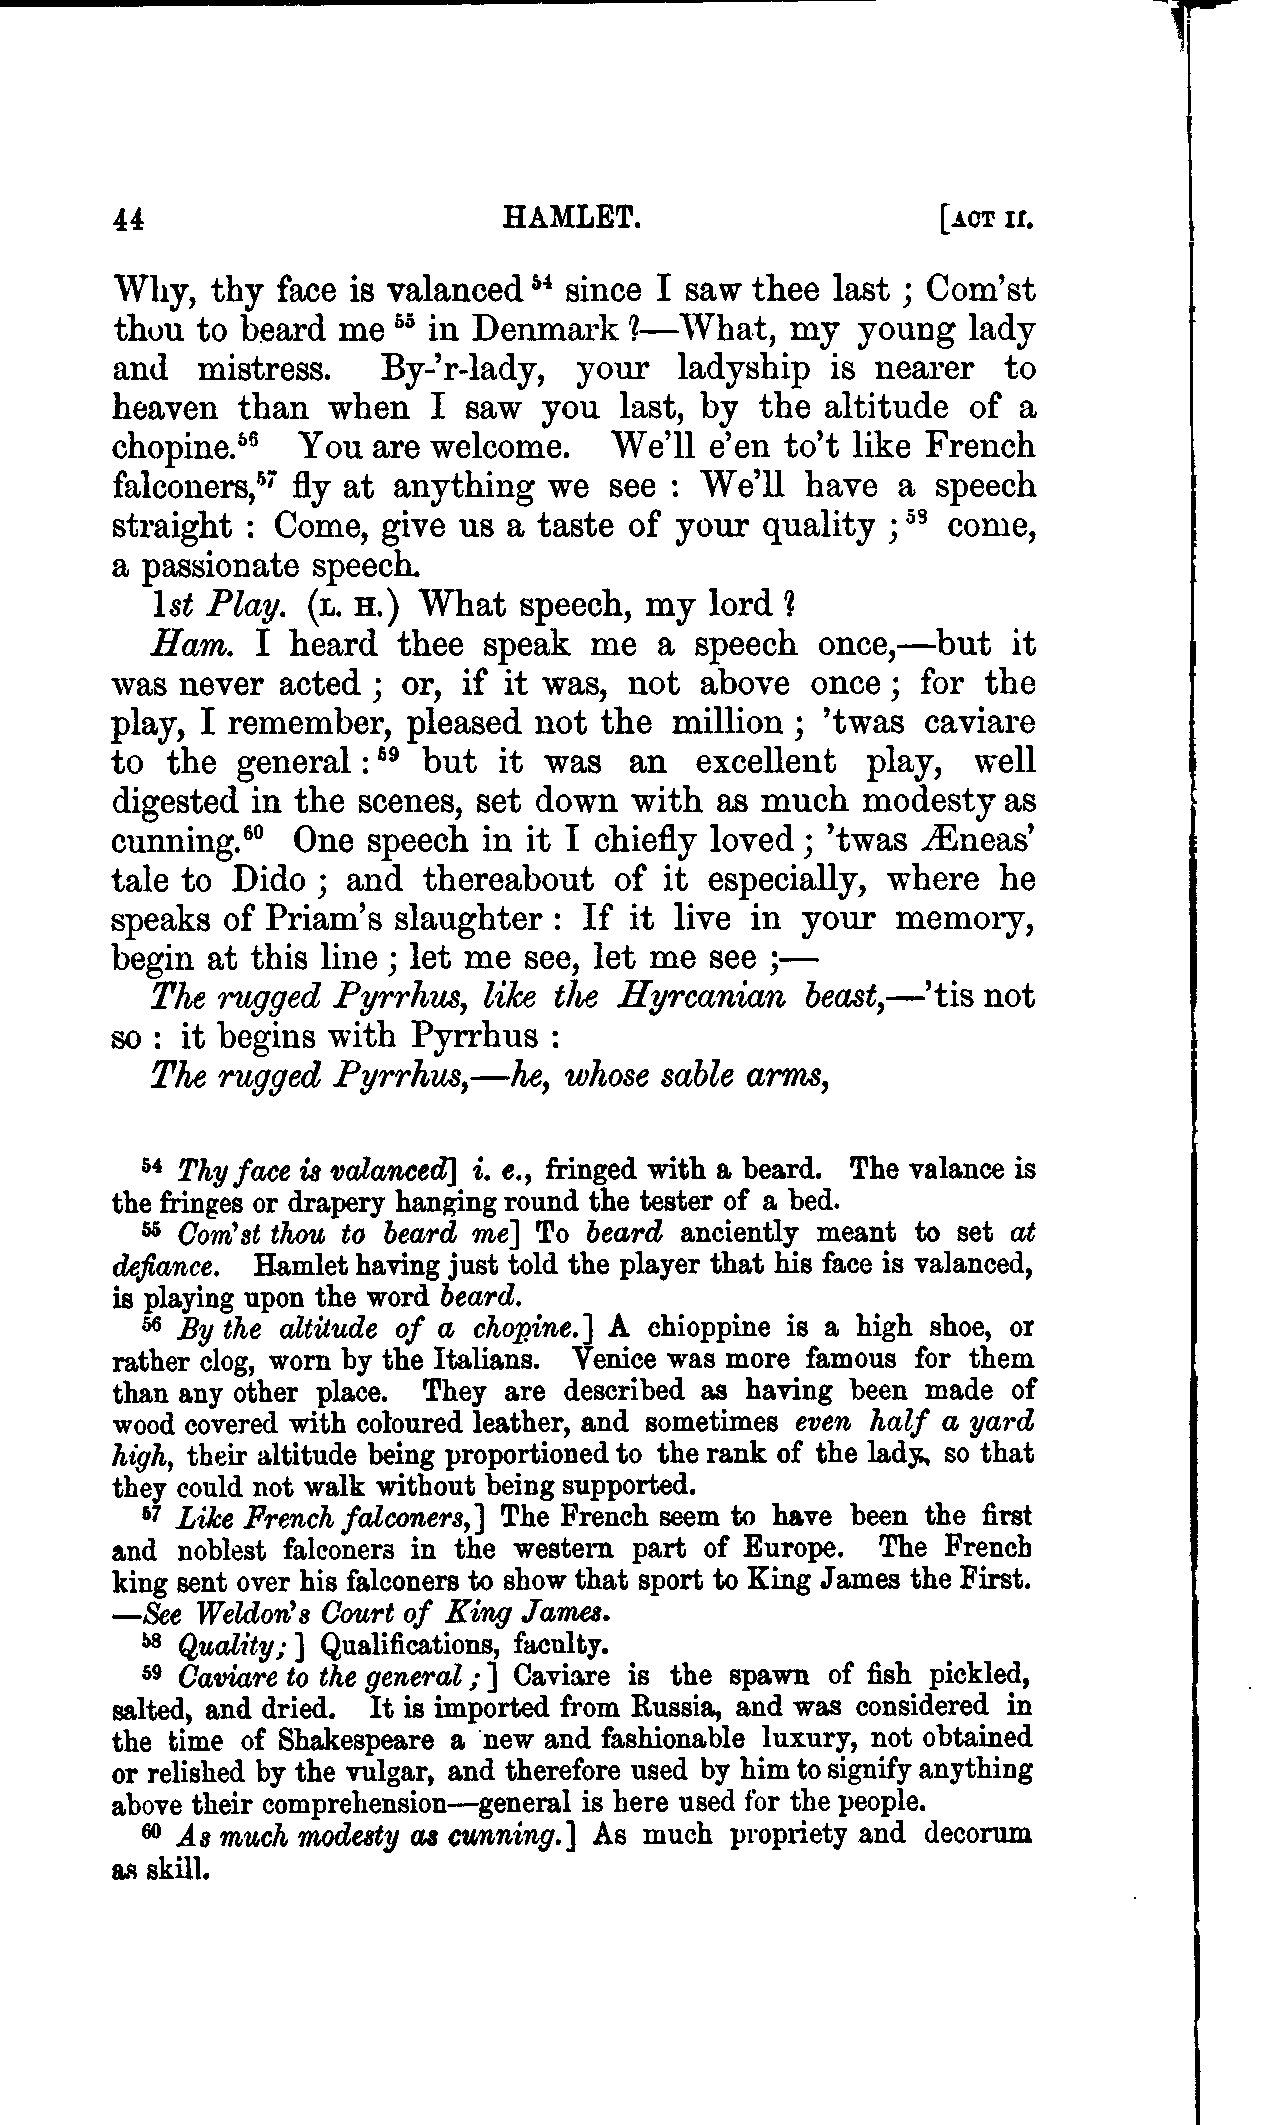 44 HAMLET. [ACT II.
Why, thy face is valanced 54 since I saw thee last ; Com'st
thou to beard me 55 in Denmark ?—What, my young lady
and mistress. By-'r-lady, your ladyship is nearer to
heaven than when I saw you last, by the altitude of a
chopine.56 You are welcome. We'll e'en to't like French
falconers,57 fly at anything we see : We'll have a speech
straight : Come, give us a taste of your quality ;58 come,
a passionate speech.
1st Play. (L. H.) What speech, my lord ?
Ham. I heard thee speak me a speech once,—but it
was never acted ; or, if it was, not above once ; for the
play, I remember, pleased not the million ; 'twas caviare
to the general :59 but it was an excellent play, well
digested in the scenes, set down with as much modesty as
cunning.60 One speech in it I chiefly loved ; 'twas Æneas'
tale to Dido ; and thereabout of it especially, where he
speaks of Priam's slaughter : If it live in your memory,
begin at this line ; let me see, let me see ;—
The rugged Pyrrhus, like the Hyrcanian beast,—'tis not
so : it begins with Pyrrhus :
The rugged Pyrrhus,—he, whose sable arms,
54 Thy face is valanced] i. e., fringed with a beard. The valance is
the fringes or drapery hanging round the tester of a bed.
55 Com'st thou to beard me] To beard anciently meant to set at
defiance. Hamlet having just told the player that his face is valanced,
is playing upon the word beard.
56 By the altitude of a chopine.] A chioppine is a high shoe, or
rather clog, worn by the Italians. Venice was more famous for them
than any other place. They are described as having been made of
wood covered with coloured leather, and sometimes even half a yard
high, their altitude being proportioned to the rank of the lady, so that
they could not walk without being supported.
57 Like French falconers,] The French seem to have been the first
and noblest falconers in the western part of Europe. The French
king sent over his falconers to show that sport to King James the First.
—See Weldon's Court of King James.
58 Quality; ] Qualifications, faculty.
59 Caviare to the general ; ] Caviare is the spawn of fish pickled,
salted, and dried. It is imported from Russia, and was considered in
the time of Shakespeare a new and fashionable luxury, not obtained
or relished by the vulgar, and therefore used by him to signify anything
above their comprehension—general is here used for the people.
60 As much modesty as cunning.] As much propriety and decorum
as skill.